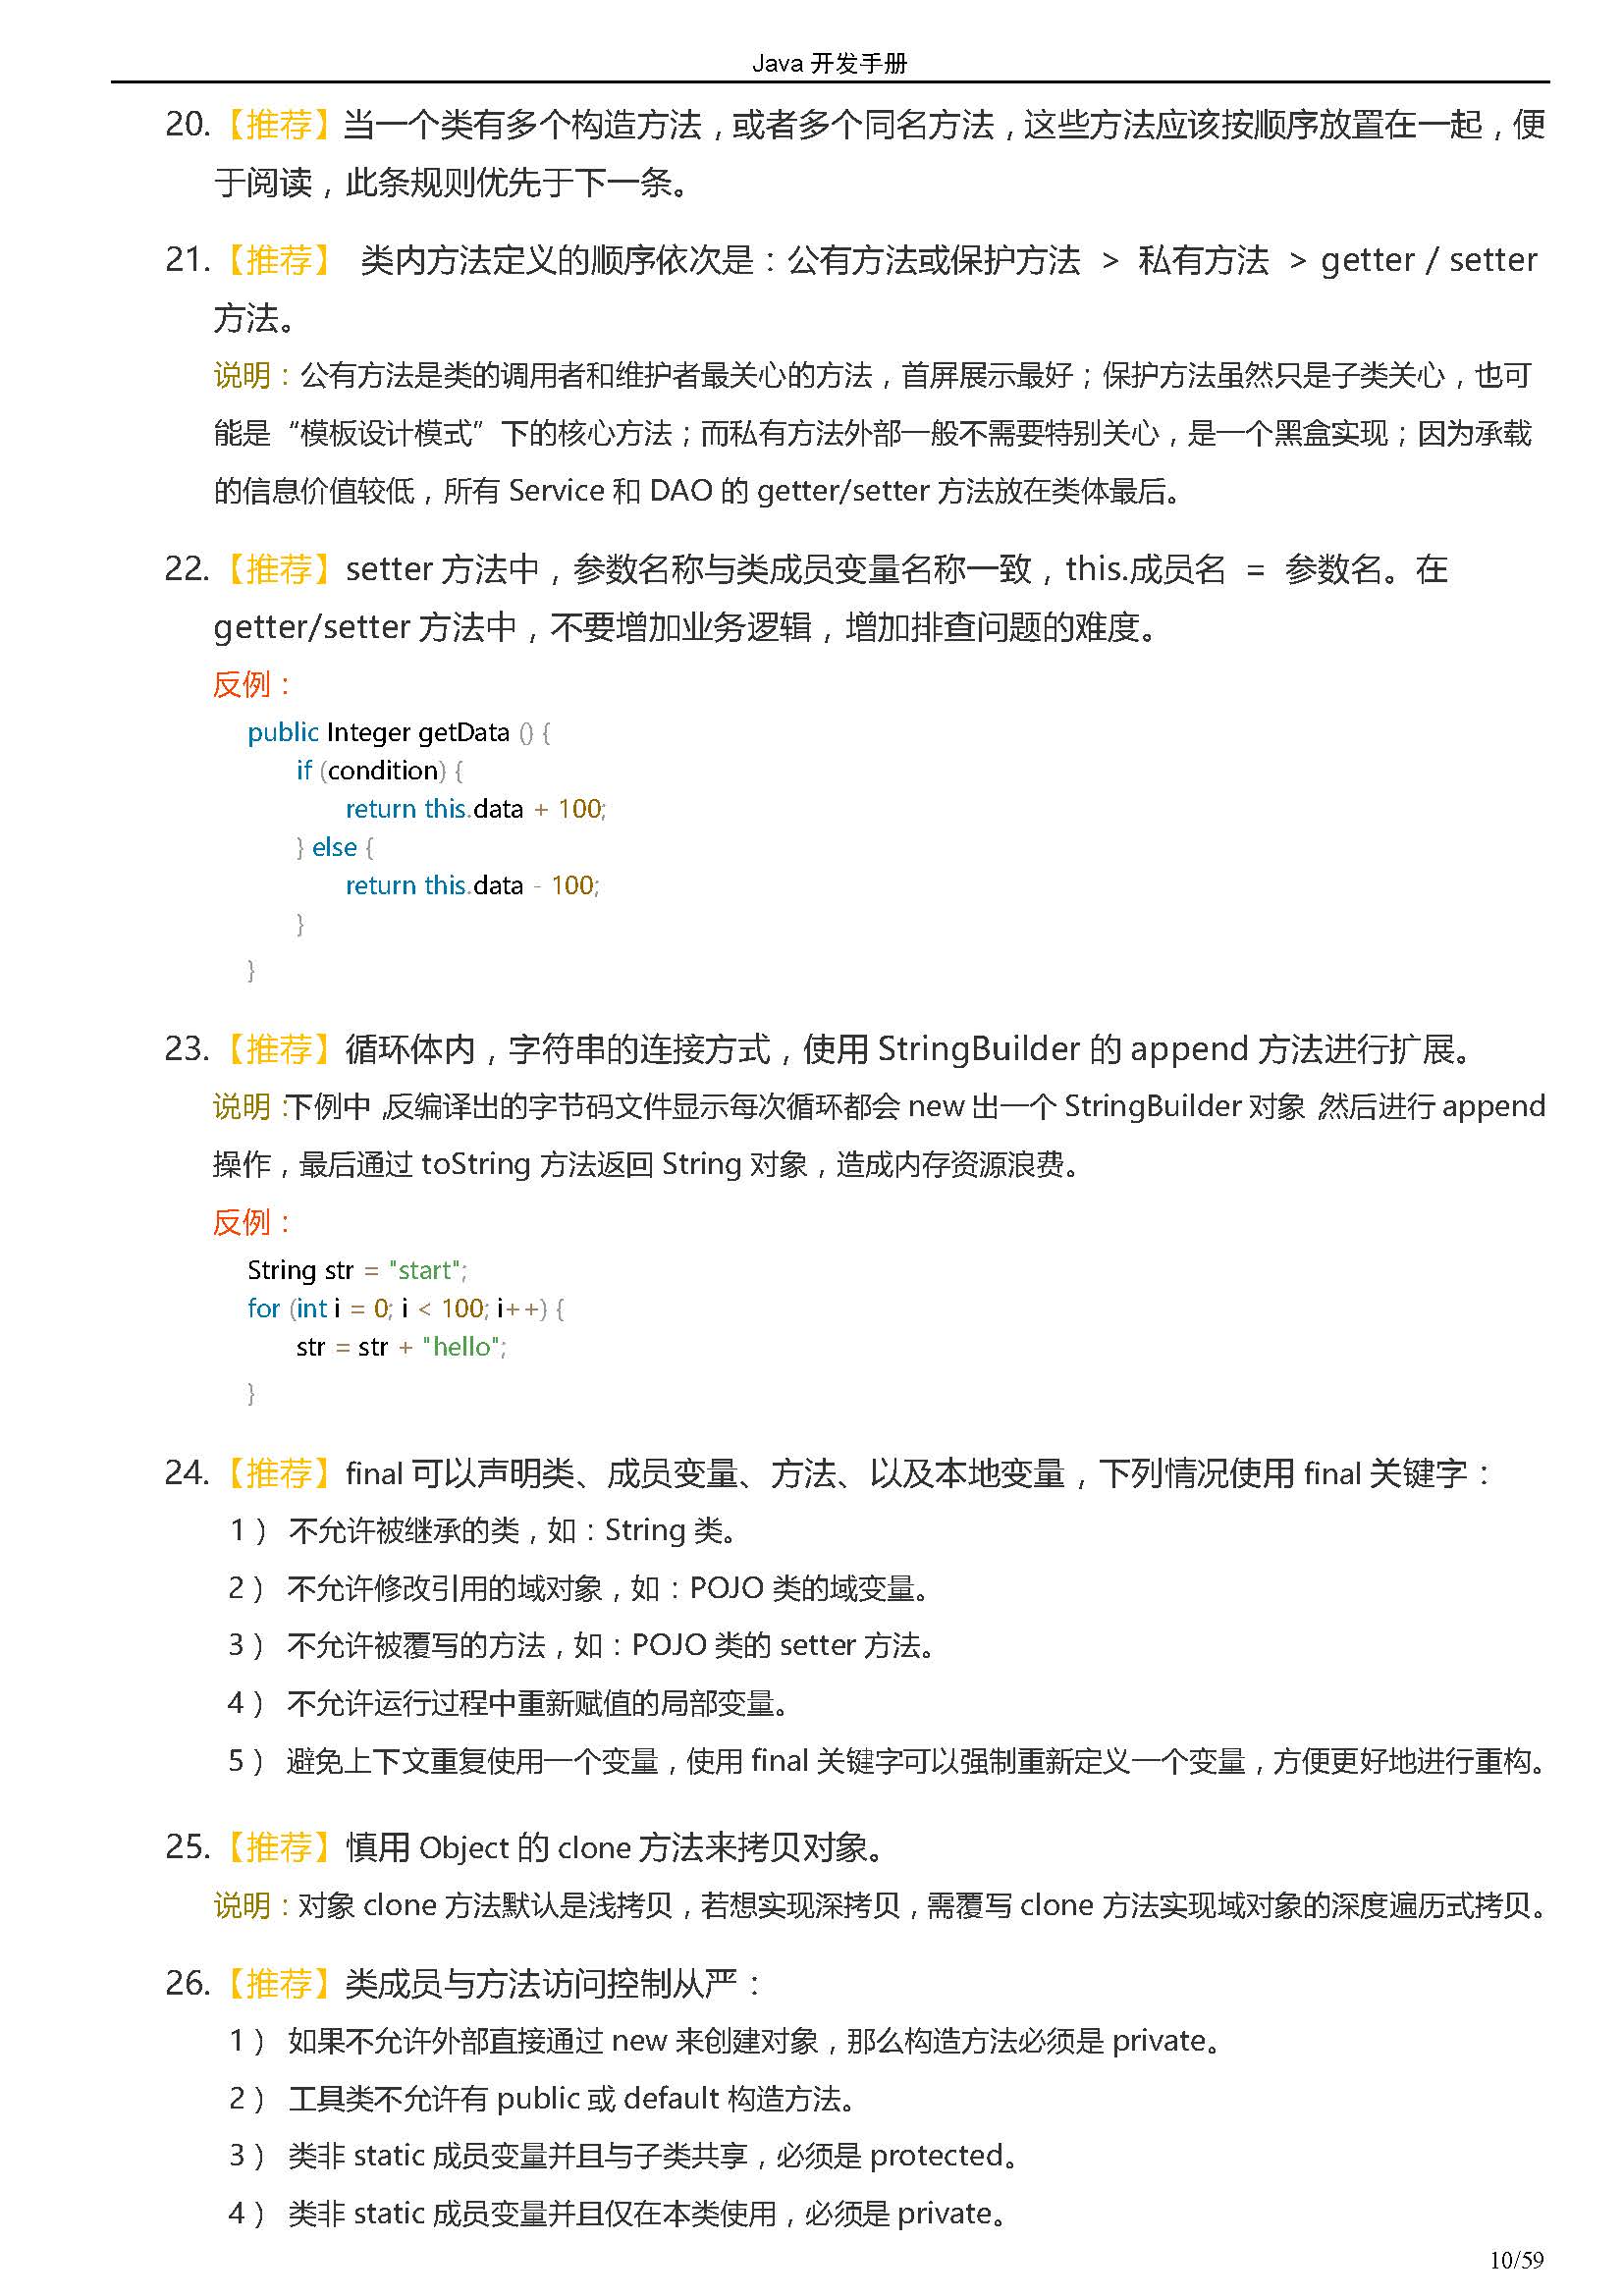 Java 开发手册
20.【推荐】当一个类有多个构造方法，或者多个同名方法，这些方法应该按顺序放置在一起，便
于阅读，此条规则优先于下一条。
21.【推荐】 类内方法定义的顺序依次是：公有方法或保护方法 > 私有方法 > getter / setter
方法。
说明：公有方法是类的调用者和维护者最关心的方法，首屏展示最好；保护方法虽然只是子类关心，也可
能是“模板设计模式”下的核心方法；而私有方法外部一般不需要特别关心，是一个黑盒实现；因为承载
的信息价值较低，所有 Service 和 DAO 的 getter/setter 方法放在类体最后。
22.【推荐】setter 方法中，参数名称与类成员变量名称一致，this.成员名 = 参数名。在
getter/setter 方法中，不要增加业务逻辑，增加排查问题的难度。
反例：
public Integer getData () {
if (condition) {
return this.data + 100;
} else {
return this.data - 100;
}
}
23.【推荐】循环体内，字符串的连接方式，使用 StringBuilder 的 append 方法进行扩展。
说明：下例中，反编译出的字节码文件显示每次循环都会 new 出一个 StringBuilder 对象，然后进行 append
操作，最后通过 toString 方法返回 String 对象，造成内存资源浪费。
反例：
String str = "start";
for (int i = 0; i < 100; i++) {
str = str + "hello";
}
24.【推荐】final 可以声明类、成员变量、方法、以及本地变量，下列情况使用 final 关键字：
1） 不允许被继承的类，如：String 类。
2） 不允许修改引用的域对象，如：POJO 类的域变量。
3） 不允许被覆写的方法，如：POJO 类的 setter 方法。
4） 不允许运行过程中重新赋值的局部变量。
5） 避免上下文重复使用一个变量，使用 final 关键字可以强制重新定义一个变量，方便更好地进行重构。
25.【推荐】慎用 Object 的 clone 方法来拷贝对象。
说明：对象 clone 方法默认是浅拷贝，若想实现深拷贝，需覆写 clone 方法实现域对象的深度遍历式拷贝。
26.【推荐】类成员与方法访问控制从严：
1） 如果不允许外部直接通过 new 来创建对象，那么构造方法必须是 private。
2） 工具类不允许有 public 或 default 构造方法。
3） 类非 static 成员变量并且与子类共享，必须是 protected。
4） 类非 static 成员变量并且仅在本类使用，必须是 private。
10/59